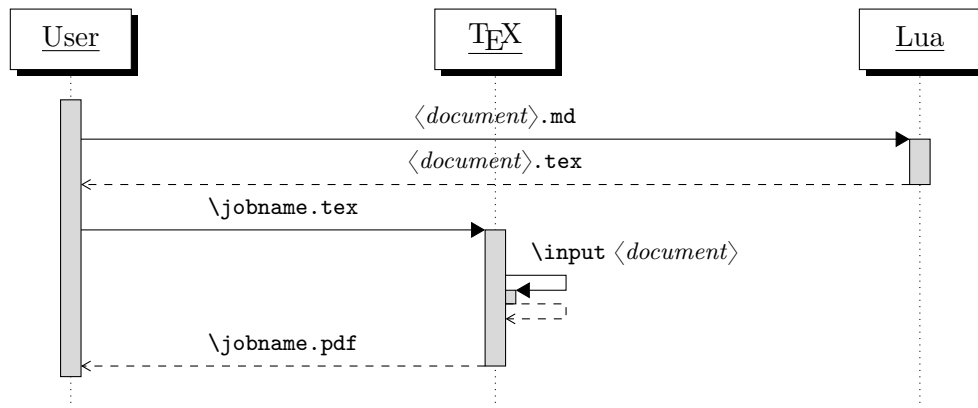 User TEX Lua
⟨document⟩.md
⟨document⟩.tex
\jobname.tex
\input ⟨document⟩
\jobname.pdf